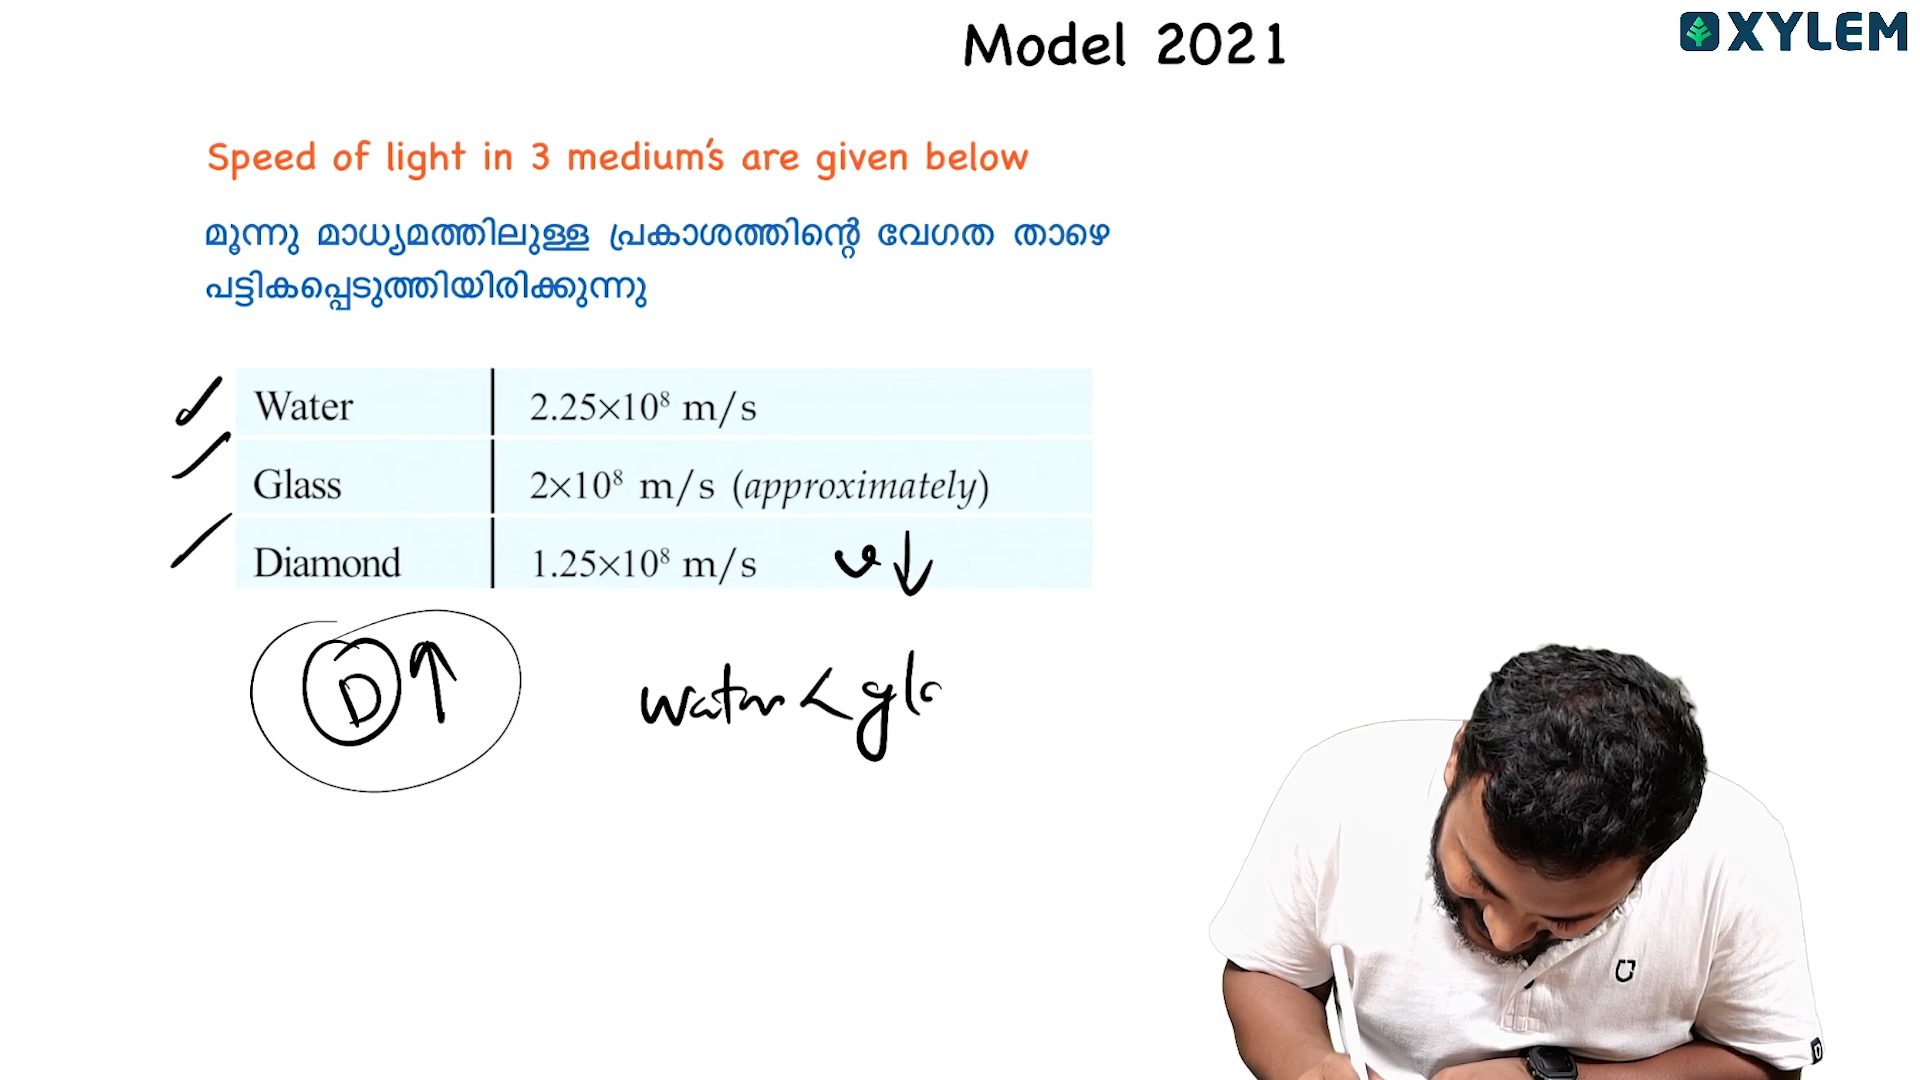 Model 2021
XYLEM
Speed of light in 3 medium's are given below
മൂന്നു മാധ്യമത്തിലുള്ള പ്രകാശത്തിന്റെ വേഗത താഴെ
പട്ടികപ്പെടുത്തിയിരിക്കുന്നു
Water 2.25×10⁸ m/s
Glass 2×10⁸ m/s (approximately)
Diamond 1.25×10⁸ m/s v↓
D↑ water < gla